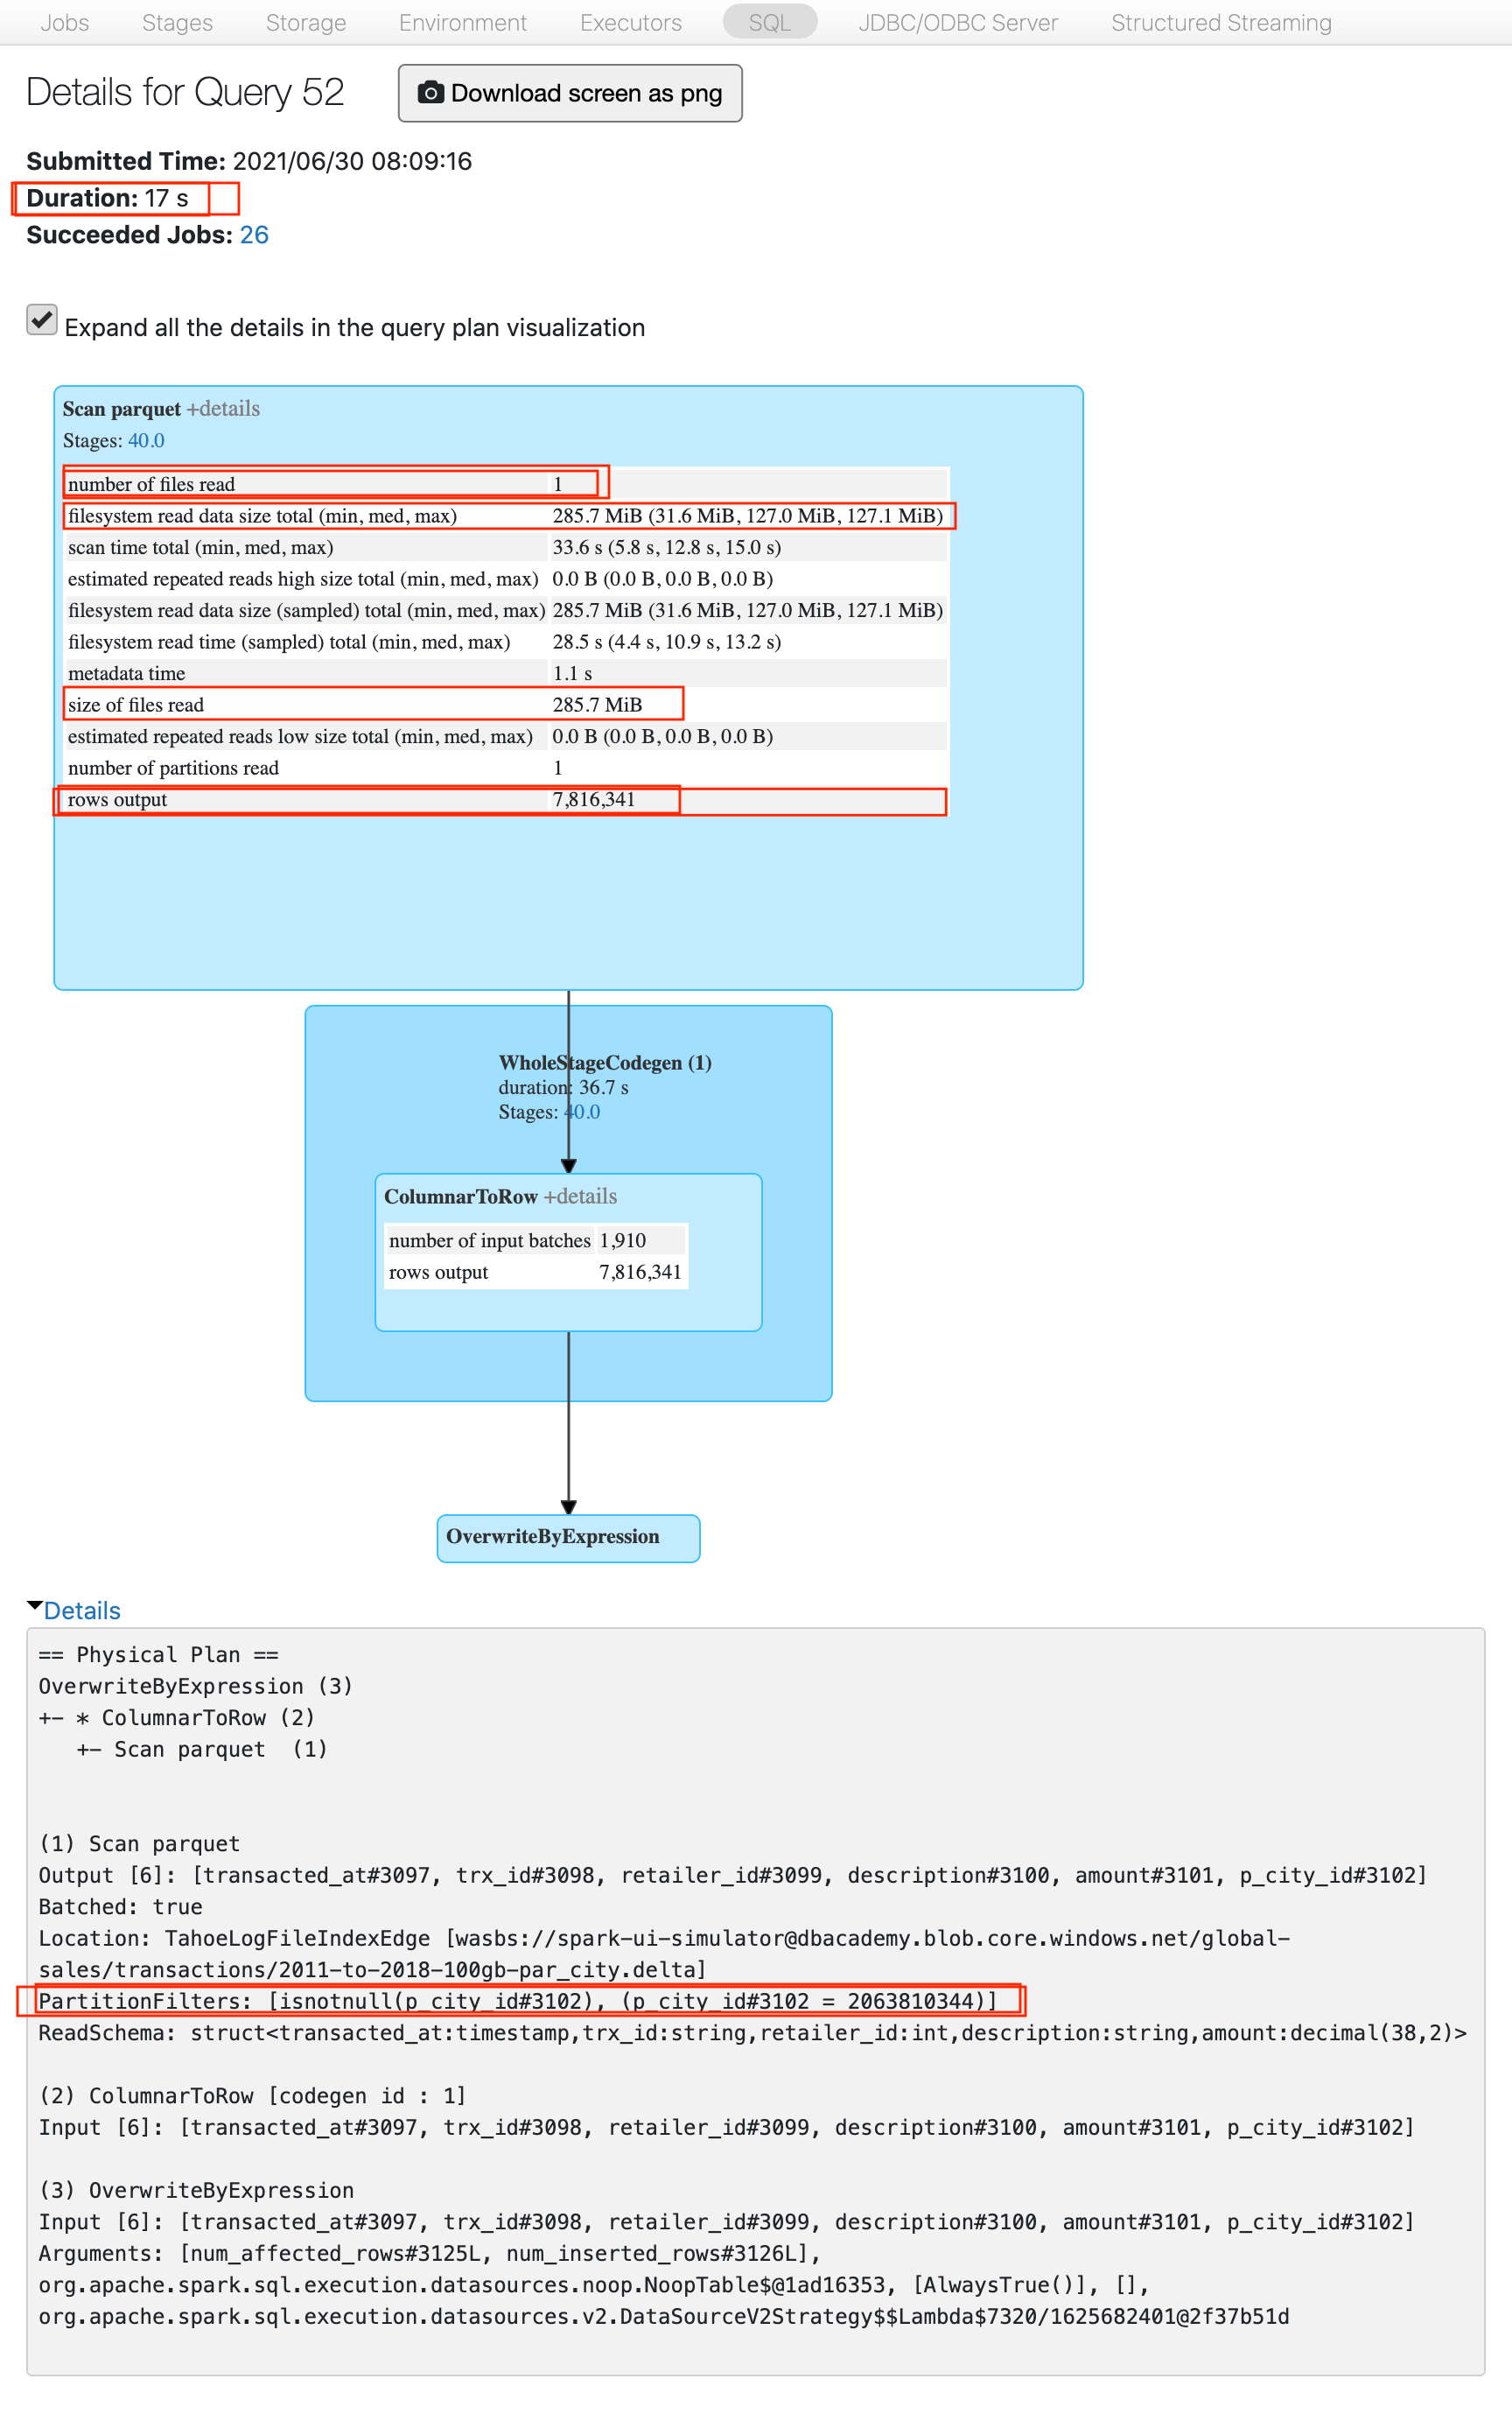 Jobs Stages Storage Environment Executors SQL JDBC/ODBC Server Structured Streaming
Details for Query 52 Download screen as png
Submitted Time: 2021/06/30 08:09:16
Duration: 17 s
Succeeded Jobs: 26
Expand all the details in the query plan visualization
Scan parquet +details
Stages: 40.0
number of files read 1
filesystem read data size total (min, med, max) 285.7 MiB (31.6 MiB, 127.0 MiB, 127.1 MiB)
scan time total (min, med, max) 33.6 s (5.8 s, 12.8 s, 15.0 s)
estimated repeated reads high size total (min, med, max) 0.0 B (0.0 B, 0.0 B, 0.0 B)
filesystem read data size (sampled) total (min, med, max) 285.7 MiB (31.6 MiB, 127.0 MiB, 127.1 MiB)
filesystem read time (sampled) total (min, med, max) 28.5 s (4.4 s, 10.9 s, 13.2 s)
metadata time 1.1 s
size of files read 285.7 MiB
estimated repeated reads low size total (min, med, max) 0.0 B (0.0 B, 0.0 B, 0.0 B)
number of partitions read 1
rows output 7,816,341
WholeStageCodegen (1)
duration: 36.7 s
Stages: 40.0
ColumnarToRow +details
number of input batches 1,910
rows output 7,816,341
OverwriteByExpression
Details
== Physical Plan ==
OverwriteByExpression (3)
+- * ColumnarToRow (2)
   +- Scan parquet  (1)
(1) Scan parquet
Output [6]: [transacted_at#3097, trx_id#3098, retailer_id#3099, description#3100, amount#3101, p_city_id#3102]
Batched: true
Location: TahoeLogFileIndexEdge [wasbs://spark-ui-simulator@dbacademy.blob.core.windows.net/global-
sales/transactions/2011-to-2018-100gb-par_city.delta]
PartitionFilters: [isnotnull(p_city_id#3102), (p_city_id#3102 = 2063810344)]
ReadSchema: struct<transacted_at:timestamp,trx_id:string,retailer_id:int,description:string,amount:decimal(38,2)>
(2) ColumnarToRow [codegen id : 1]
Input [6]: [transacted_at#3097, trx_id#3098, retailer_id#3099, description#3100, amount#3101, p_city_id#3102]
(3) OverwriteByExpression
Input [6]: [transacted_at#3097, trx_id#3098, retailer_id#3099, description#3100, amount#3101, p_city_id#3102]
Arguments: [num_affected_rows#3125L, num_inserted_rows#3126L],
org.apache.spark.sql.execution.datasources.noop.NoopTable$@1ad16353, [AlwaysTrue()], [],
org.apache.spark.sql.execution.datasources.v2.DataSourceV2Strategy$$Lambda$7320/1625682401@2f37b51d